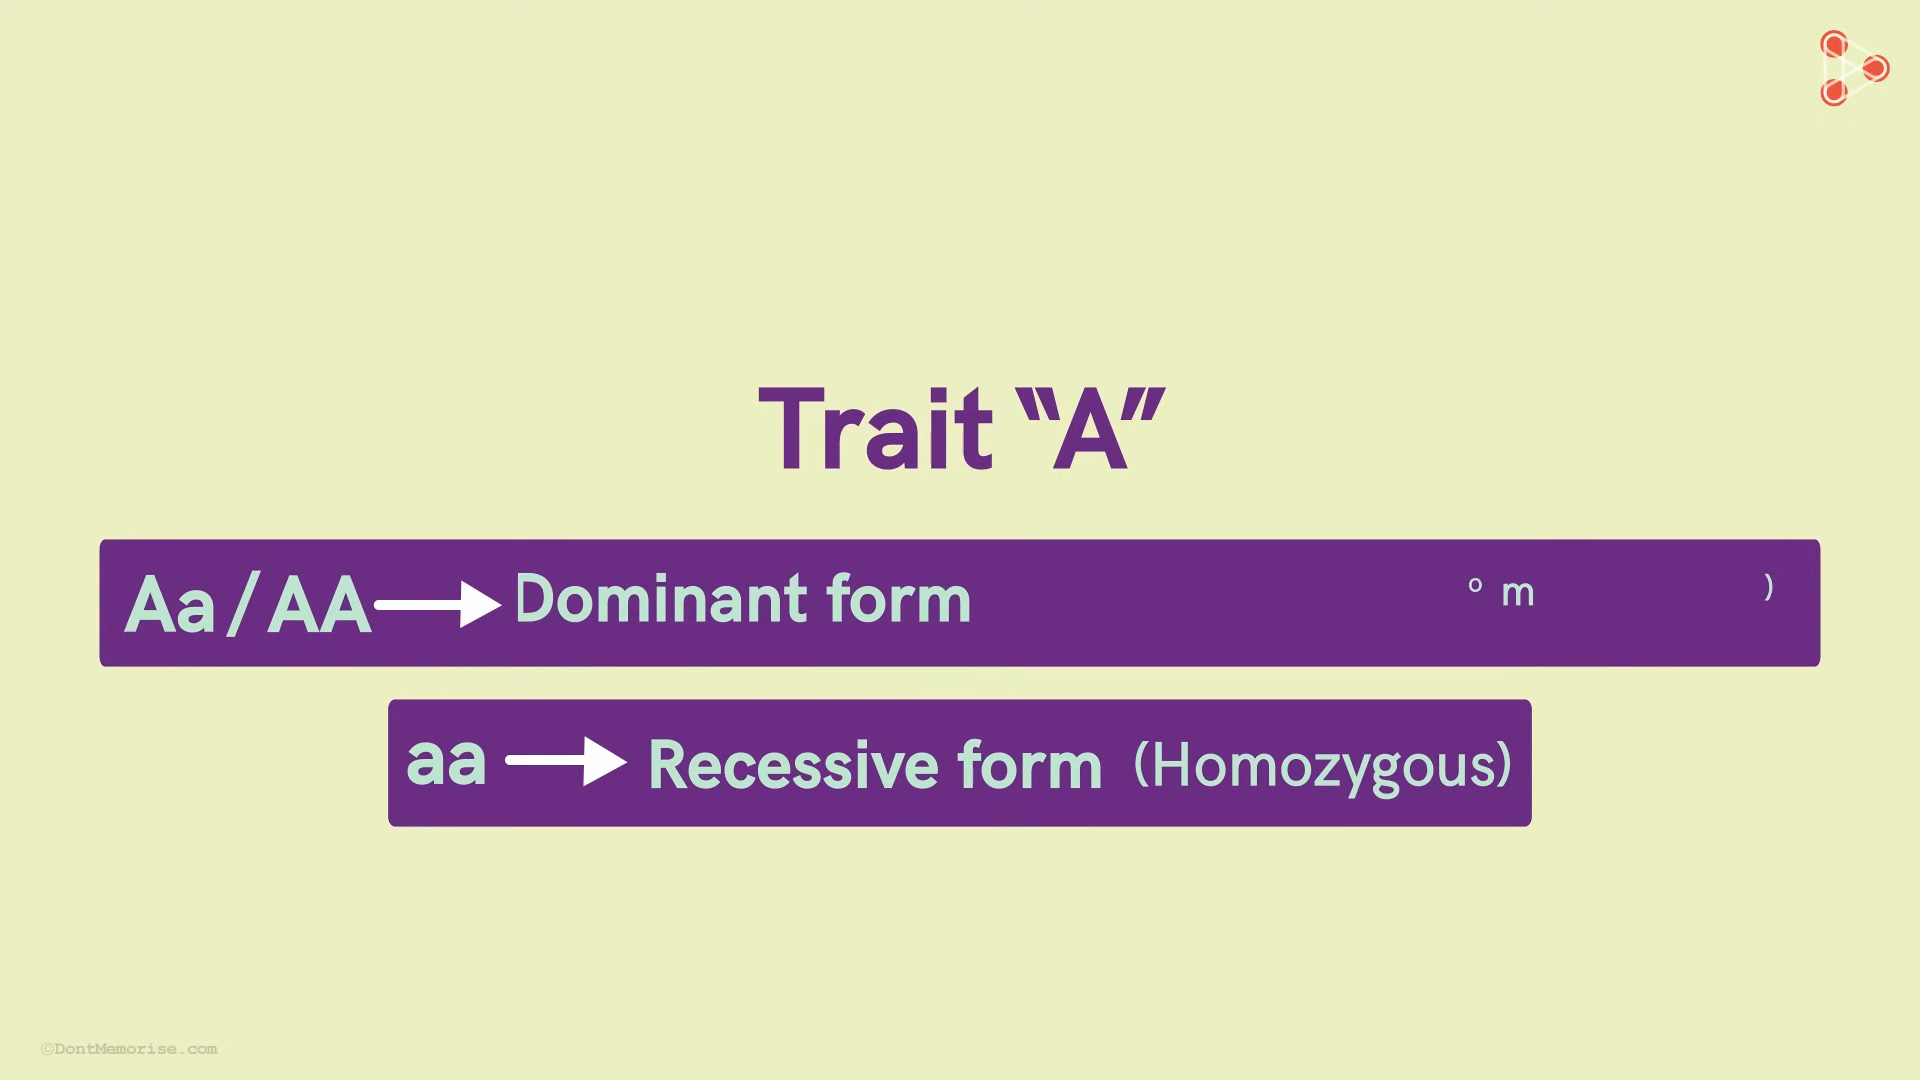 Trait “A”
Aa / AA → Dominant form o m )
aa → Recessive form (Homozygous)
©DontMemorise.com